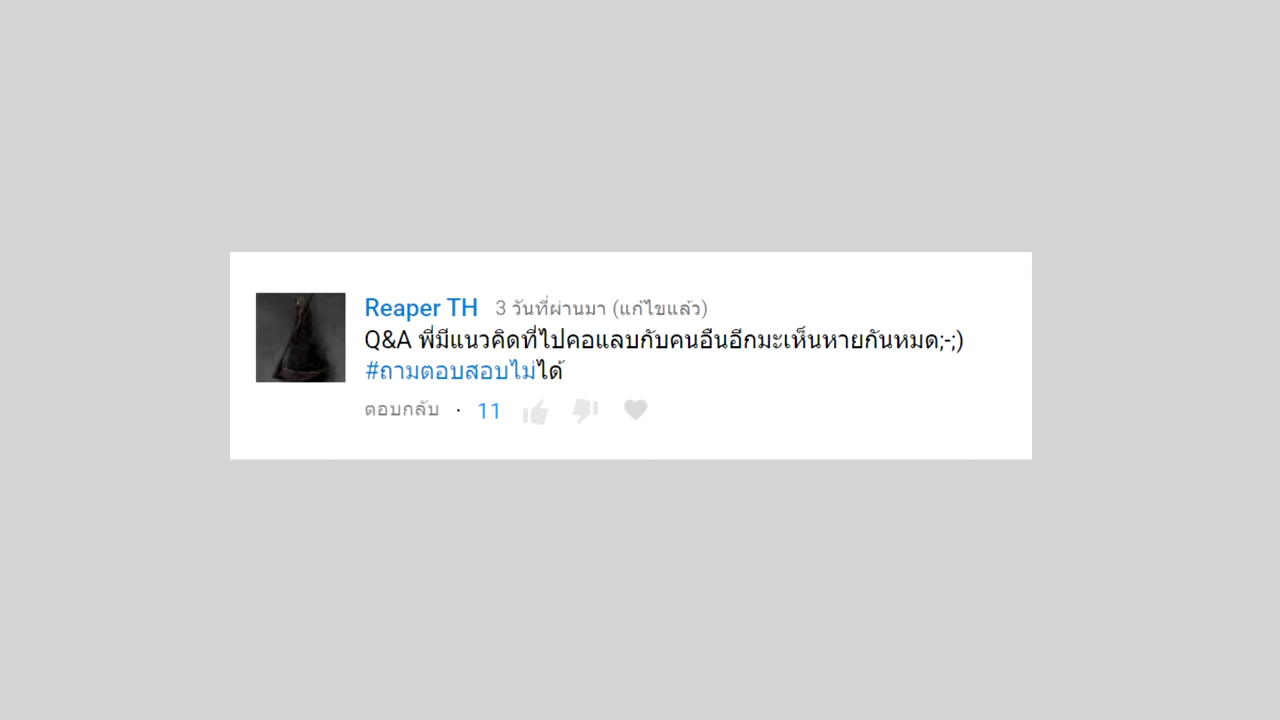 Reaper TH 3 วันที่ผ่านมา (แก้ไขแล้ว)
Q&A พี่มีแนวคิดที่ไปคอแลบกับคนอืนอีกมะเห็นหายกันหมด;-;)
#ถามตอบสอบไม่ได้
ตอบกลับ · 11